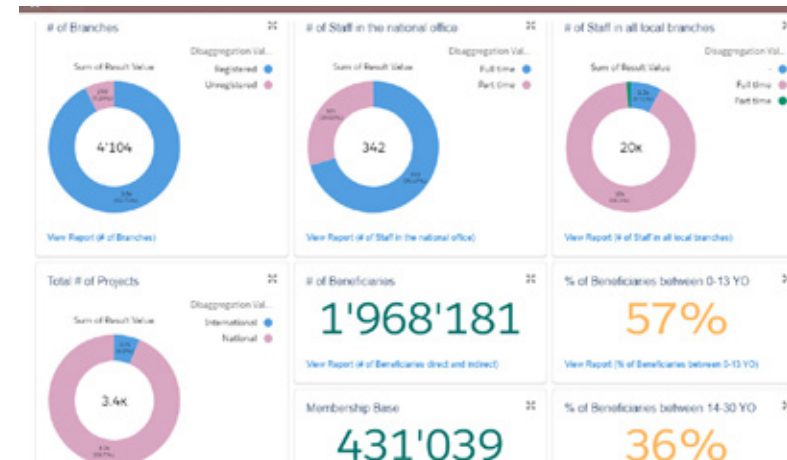 # of Branches
Disaggregation Val...
Sum of Result Value
Registered
Unregistered
4'104
View Report (# of Branches)
# of Staff in the national office
Disaggregation Val...
Sum of Result Value
Full time
Part time
342
View Report (# of Staff in the national office)
# of Staff in all local branches
Disaggregation Val...
Sum of Result Value
-
Full time
Part time
20k
View Report (# of Staff in all local branches)
Total # of Projects
Disaggregation Val...
Sum of Result Value
International
National
3.4k
# of Beneficiaries
1'968'181
View Report (# of Beneficiaries direct and indirect)
% of Beneficiaries between 0-13 YO
57%
View Report (% of Beneficiaries between 0-13 YO)
Membership Base
431'039
% of Beneficiaries between 14-30 YO
36%